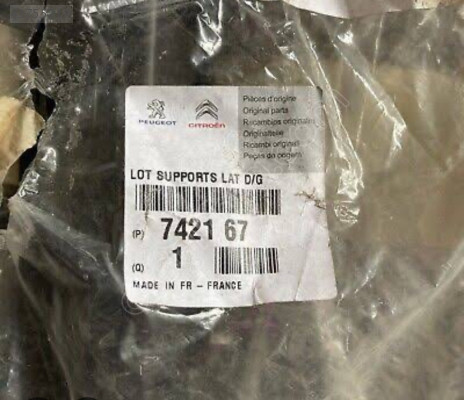 PEUGEOT CITROËN
Pièces d'origine
Original parts
Recambios originales
Originalteile
Ricambi originali
Peças de origem
LOT SUPPORTS LAT D/G
(P) 7421 67
(Q) 1
MADE IN FR - FRANCE